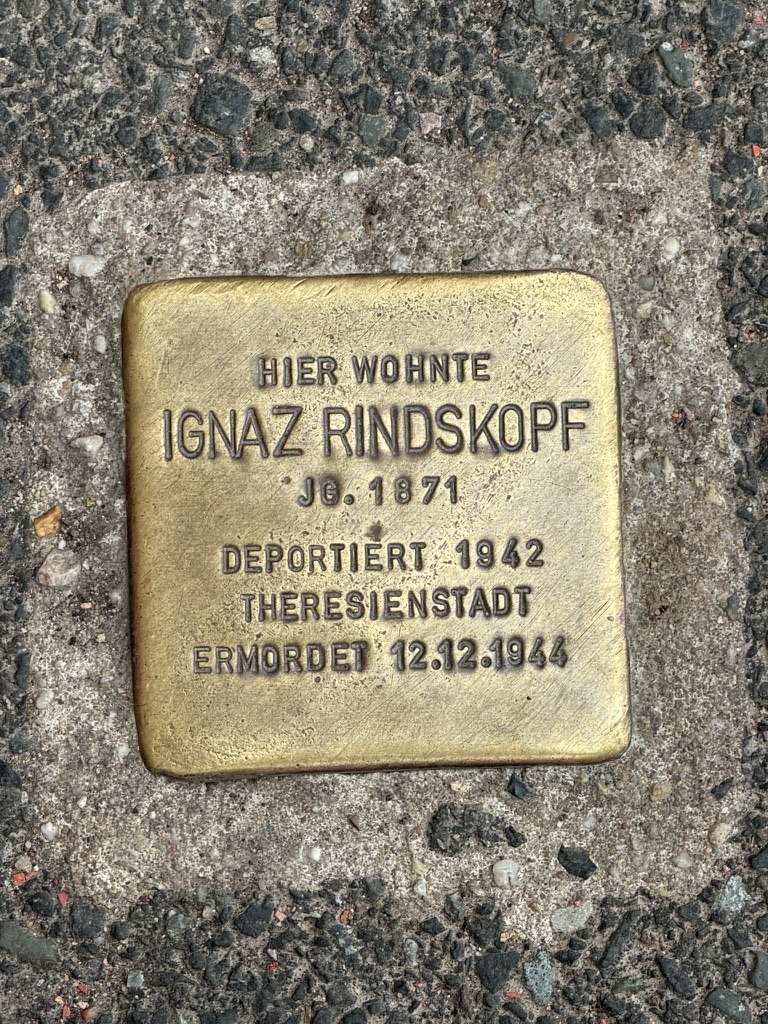 HIER WOHNTE
IGNAZ RINDSKOPF
JG. 1871
DEPORTIERT 1942
THERESIENSTADT
ERMORDET 12.12.1944